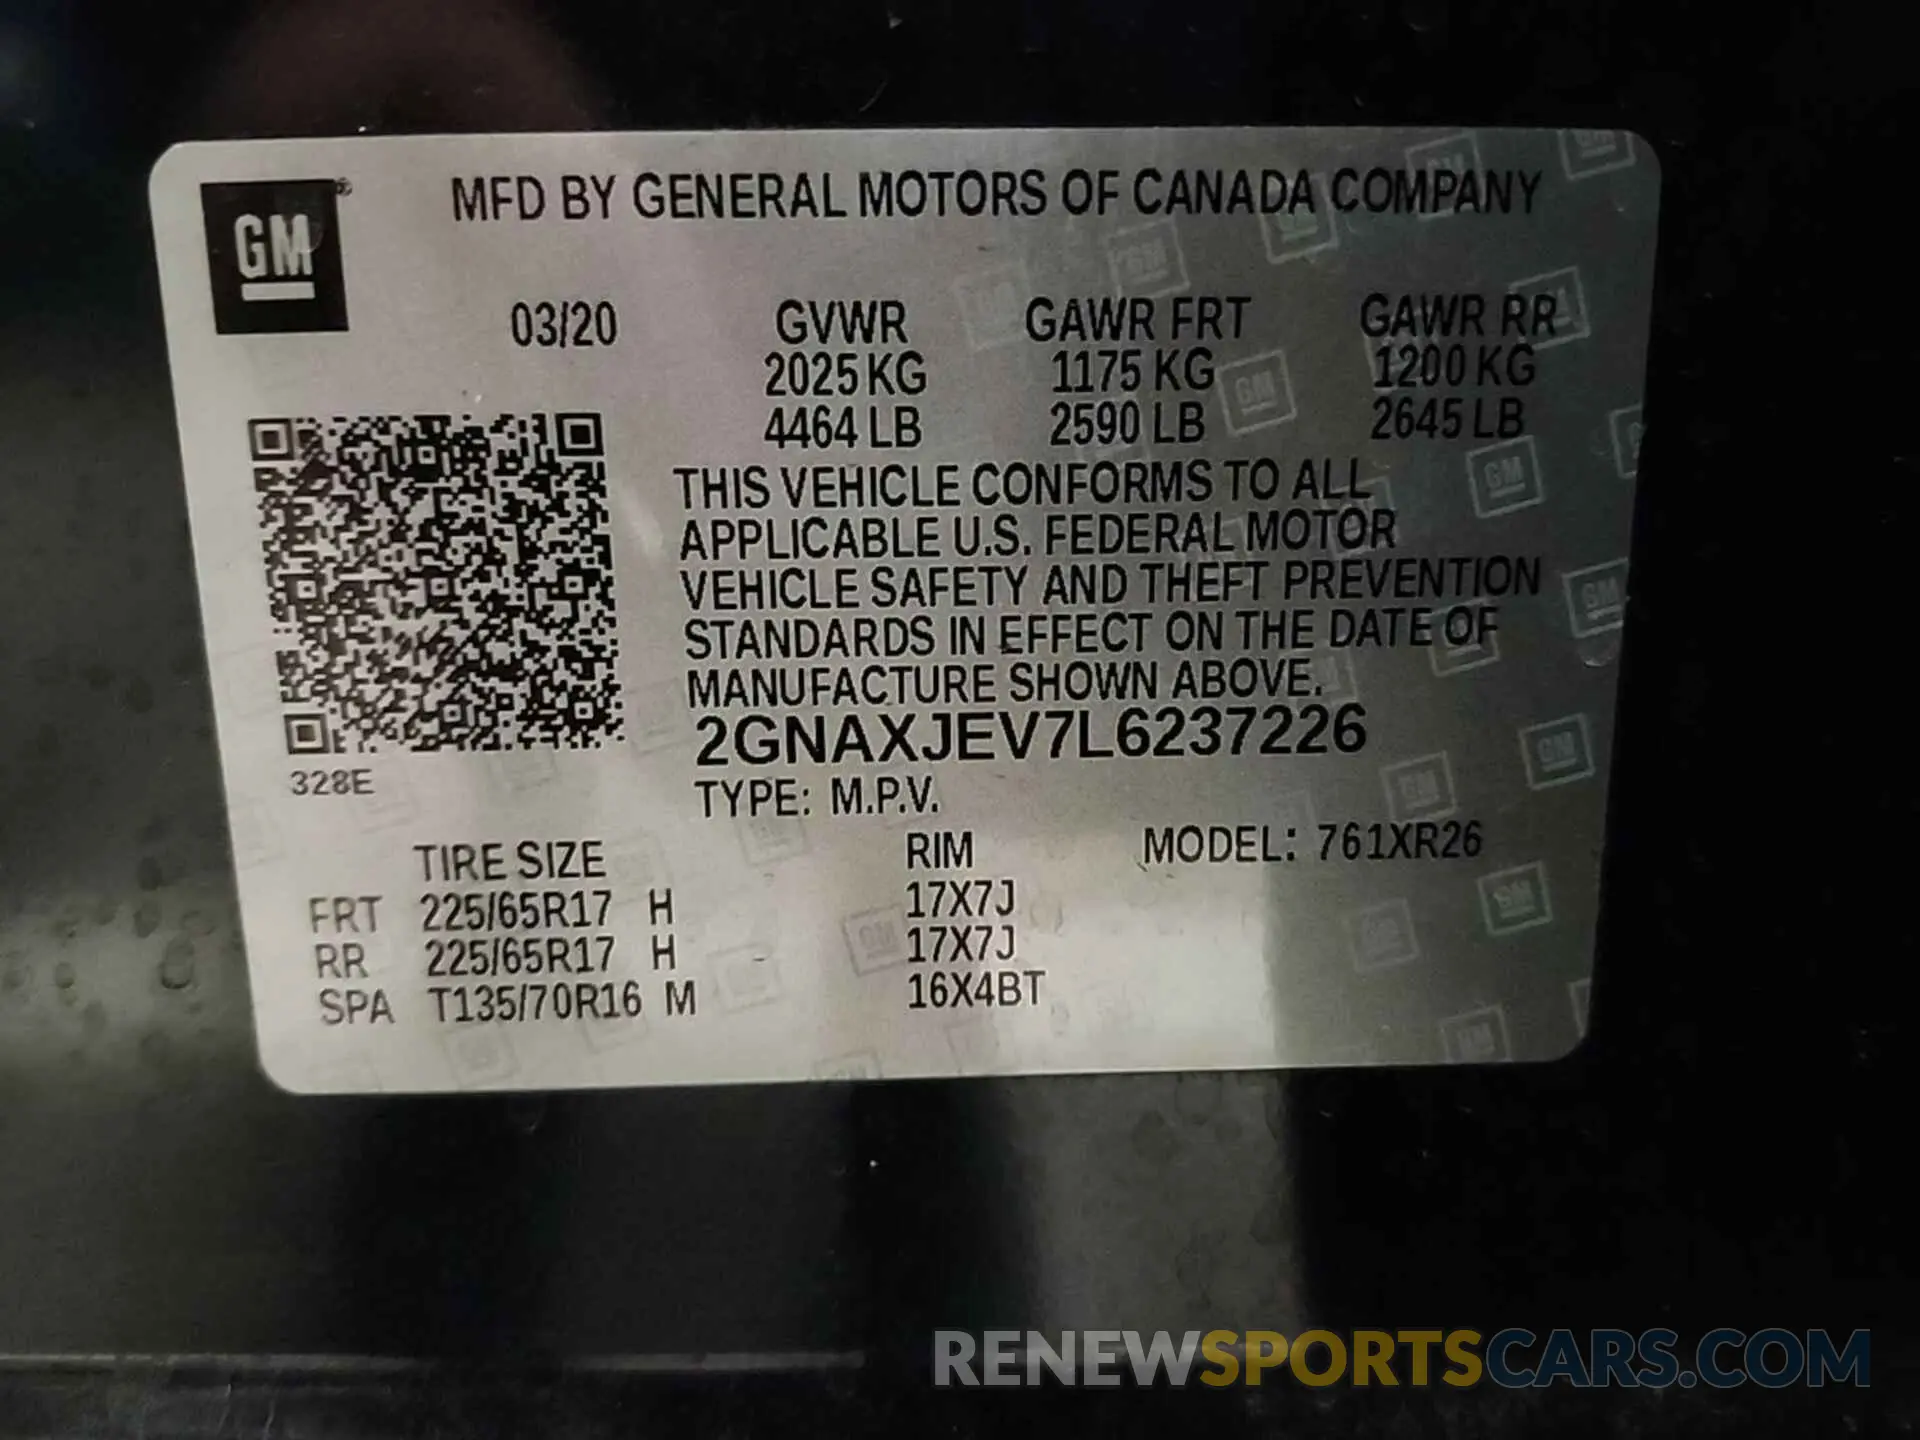 GM
®
MFD BY GENERAL MOTORS OF CANADA COMPANY
03/20 GVWR GAWR FRT GAWR RR
2025 KG 1175 KG 1200 KG
4464 LB 2590 LB 2645 LB
THIS VEHICLE CONFORMS TO ALL
APPLICABLE U.S. FEDERAL MOTOR
VEHICLE SAFETY AND THEFT PREVENTION
STANDARDS IN EFFECT ON THE DATE OF
MANUFACTURE SHOWN ABOVE.
2GNAXJEV7L6237226
328E
TYPE: M.P.V.
TIRE SIZE RIM MODEL: 761XR26
FRT 225/65R17 H 17X7J
RR 225/65R17 H 17X7J
SPA T135/70R16 M 16X4BT
RENEWSPORTSCARS.COM